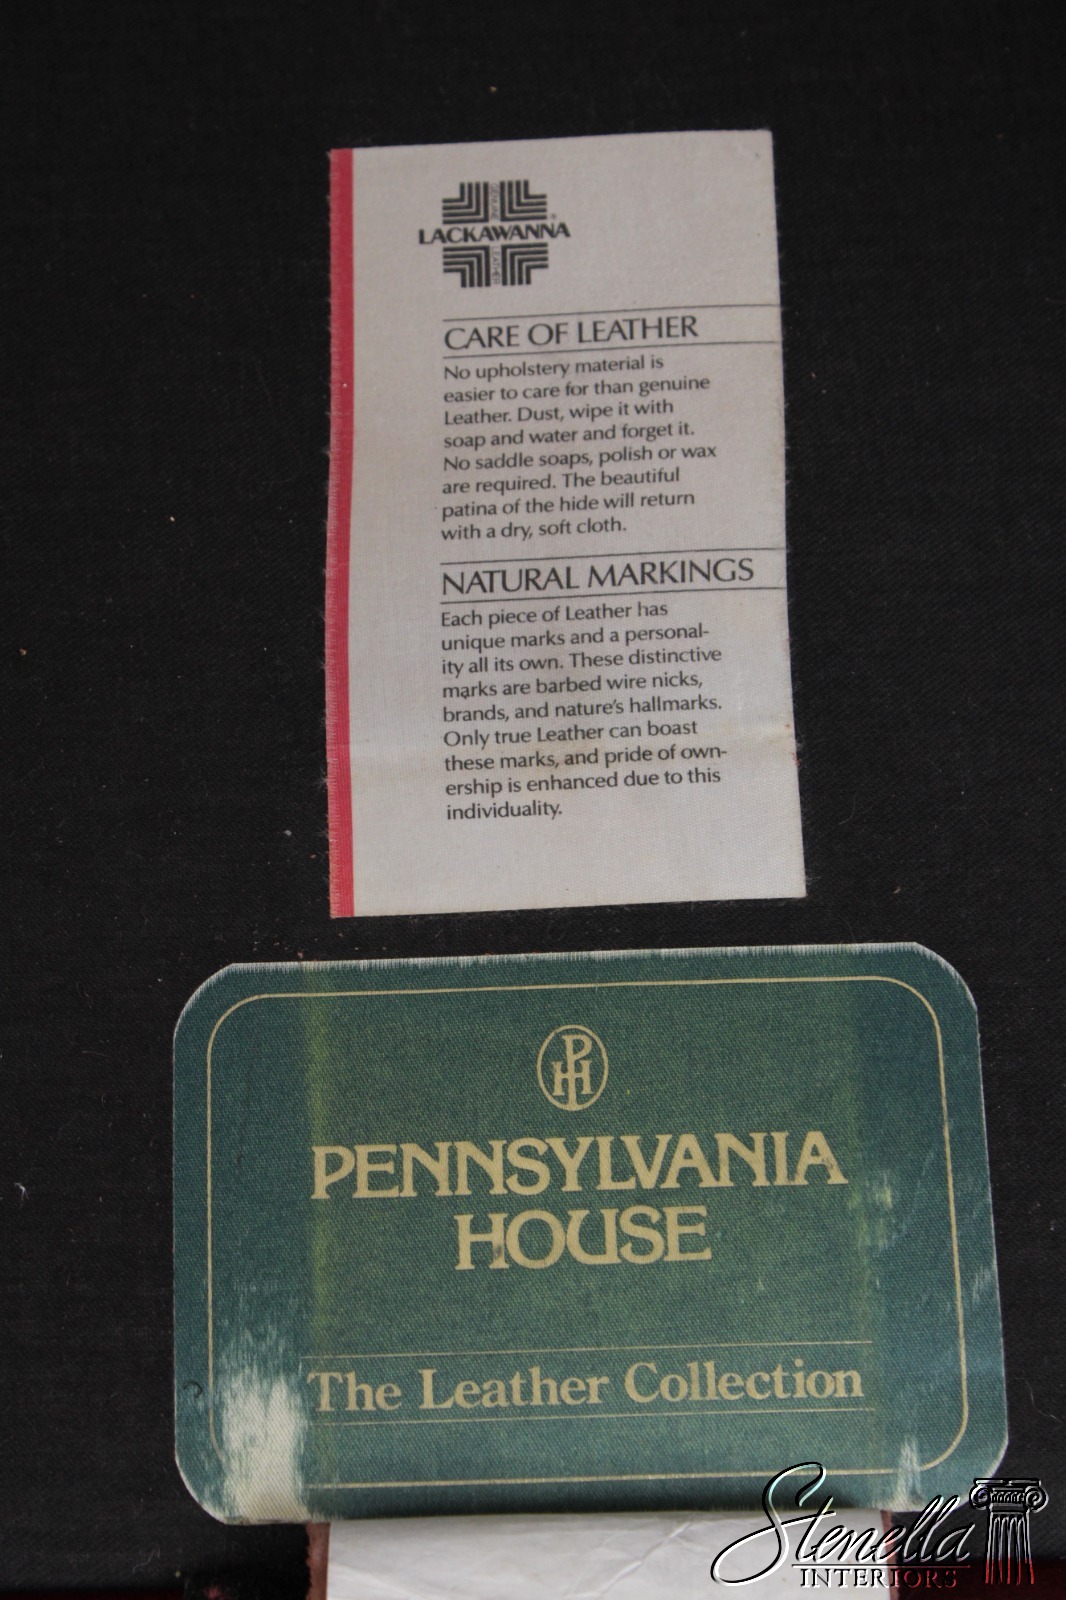 GENUINE
LACKAWANNA®
LEATHER
CARE OF LEATHER
No upholstery material is
easier to care for than genuine
Leather. Dust, wipe it with
soap and water and forget it.
No saddle soaps, polish or wax
are required. The beautiful
patina of the hide will return
with a dry, soft cloth.
NATURAL MARKINGS
Each piece of Leather has
unique marks and a personal-
ity all its own. These distinctive
marks are barbed wire nicks,
brands, and nature's hallmarks.
Only true Leather can boast
these marks, and pride of own-
ership is enhanced due to this
individuality.
PH
PENNSYLVANIA
HOUSE
The Leather Collection
Stenella
INTERIORS